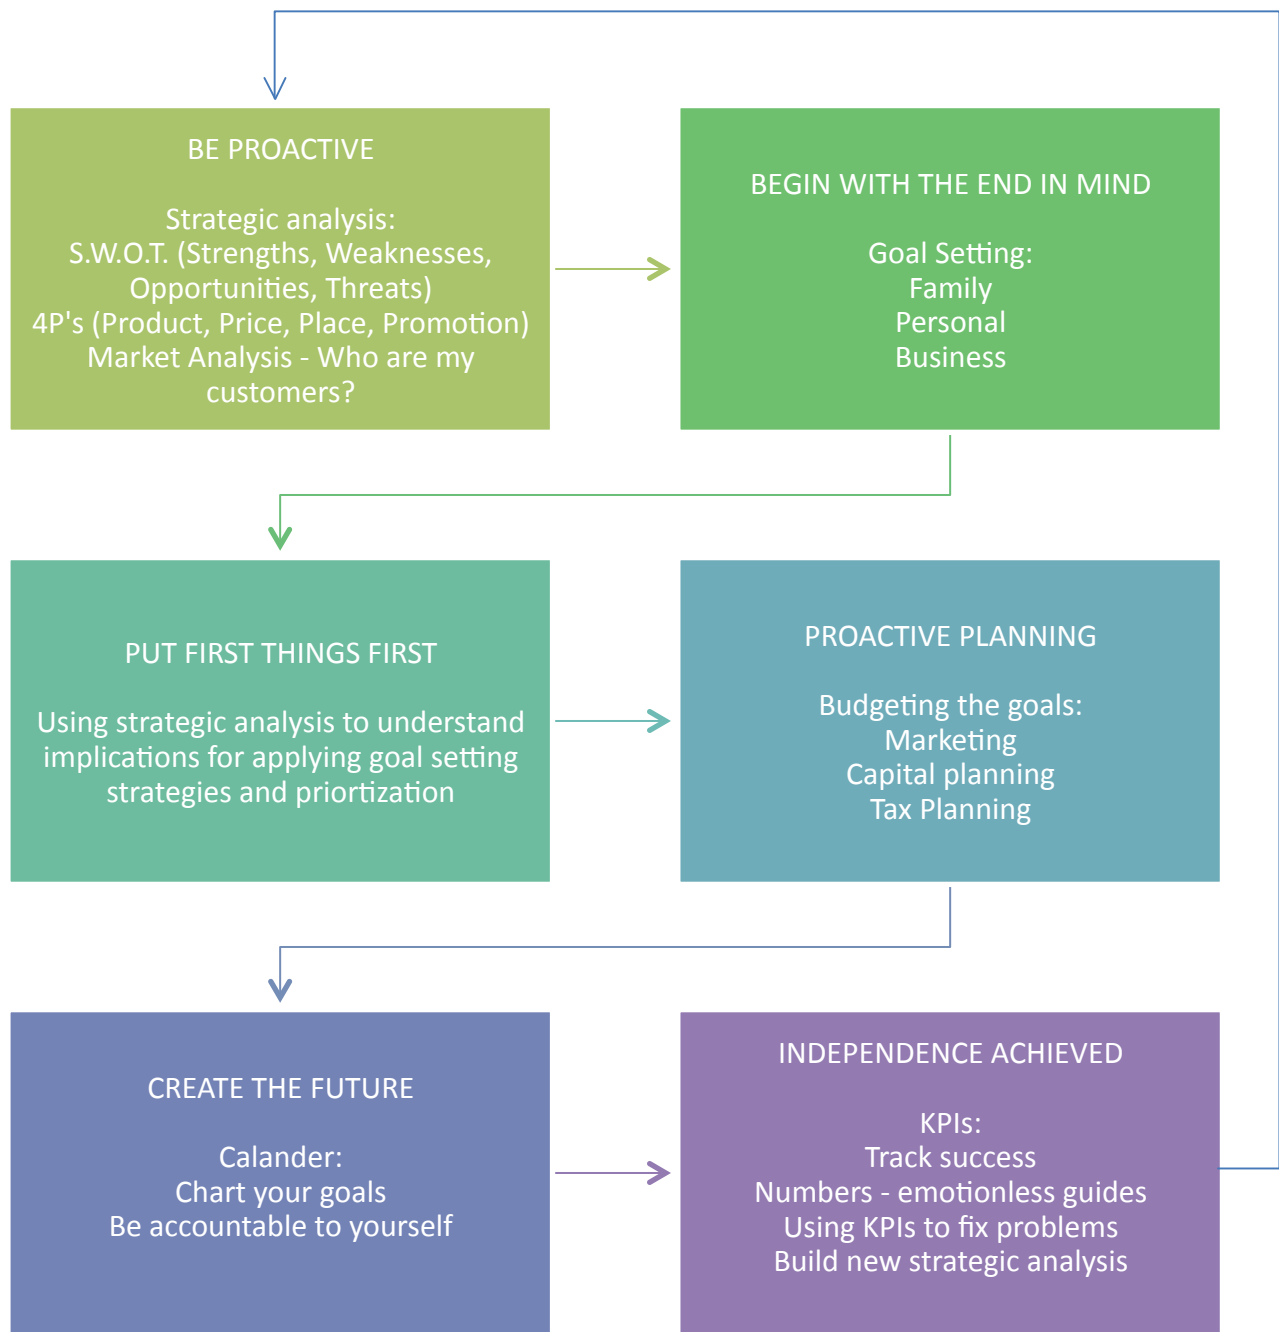 BE PROACTIVE
Strategic analysis:
S.W.O.T. (Strengths, Weaknesses,
Opportunities, Threats)
4P's (Product, Price, Place, Promotion)
Market Analysis - Who are my
customers?
BEGIN WITH THE END IN MIND
Goal Setting:
Family
Personal
Business
PUT FIRST THINGS FIRST
Using strategic analysis to understand
implications for applying goal setting
strategies and priortization
PROACTIVE PLANNING
Budgeting the goals:
Marketing
Capital planning
Tax Planning
CREATE THE FUTURE
Calander:
Chart your goals
Be accountable to yourself
INDEPENDENCE ACHIEVED
KPIs:
Track success
Numbers - emotionless guides
Using KPIs to fix problems
Build new strategic analysis